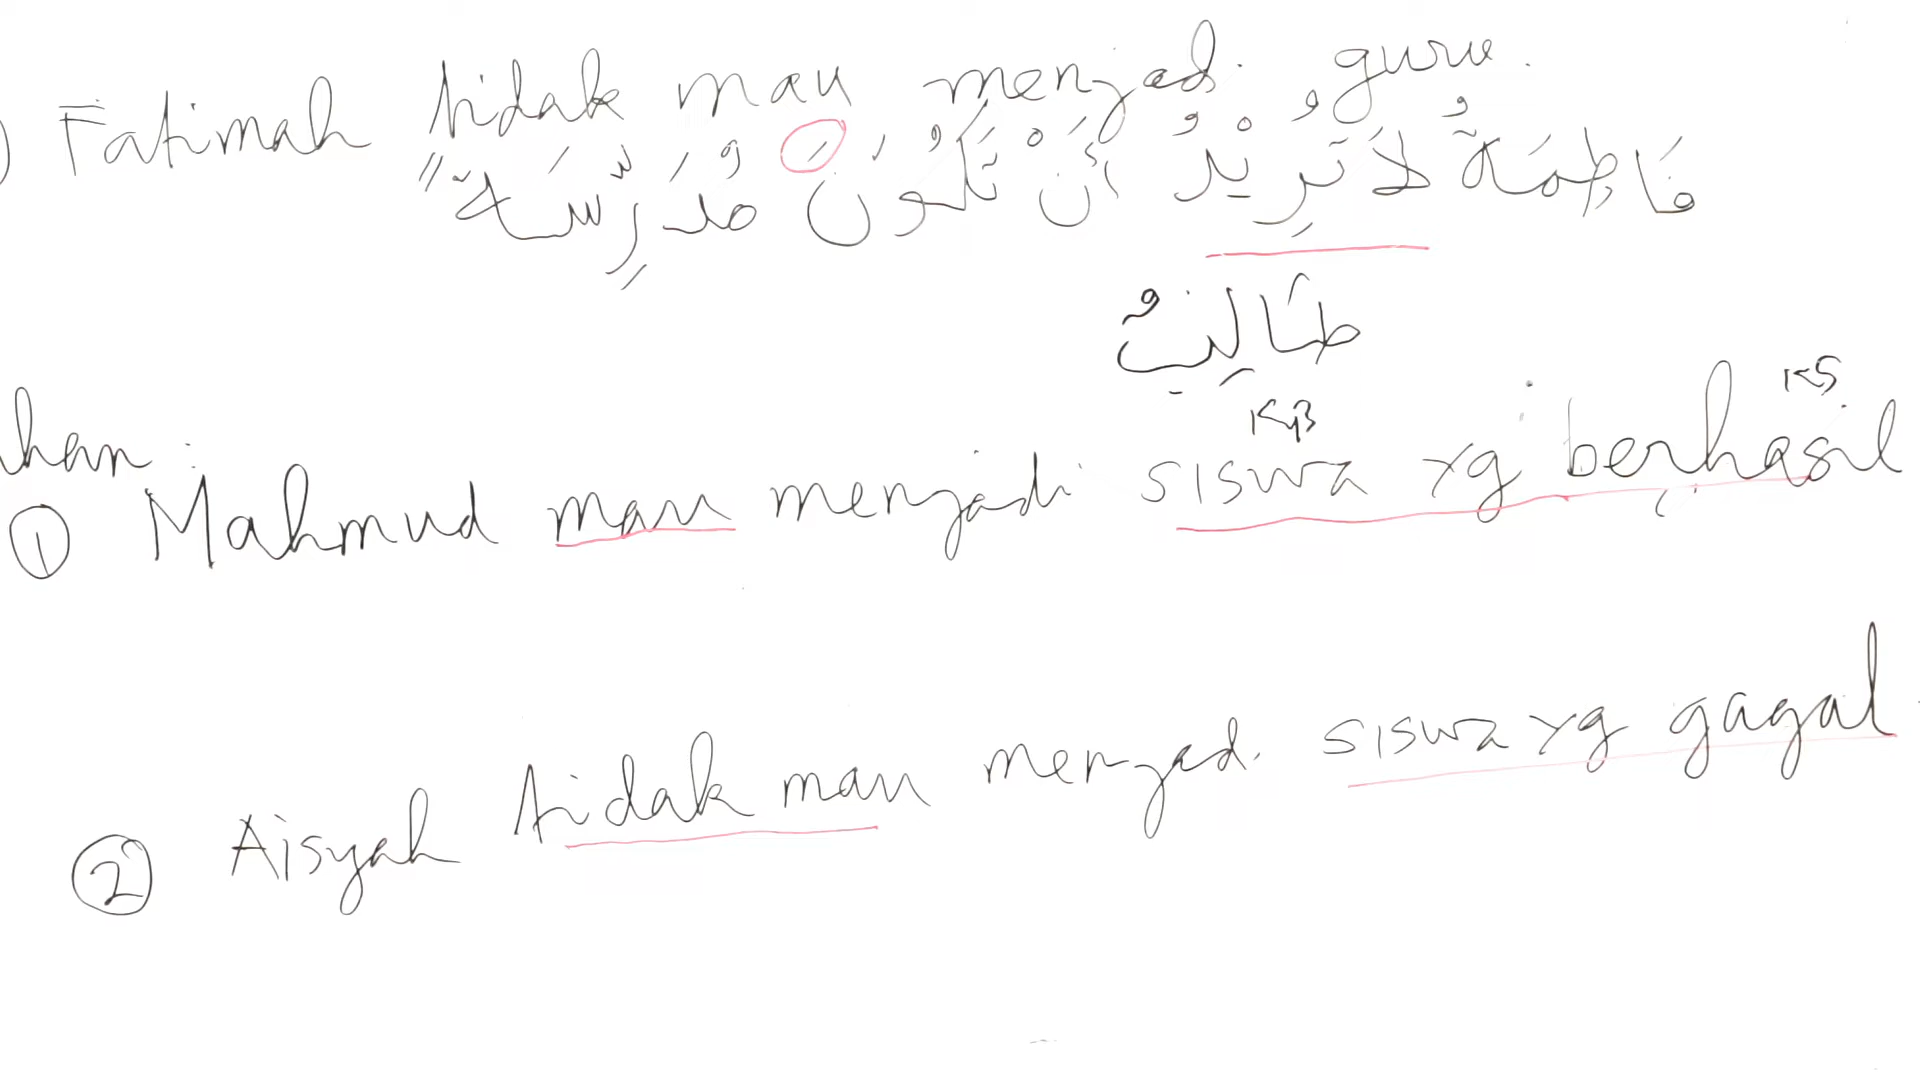 Fatimah tidak mau menjadi guru.
فَاطِمَةُ لَا تُرِيْدُ أَنْ تَكُوْنَ مُدَرِّسَةً
طَالِبٌ
KB KS
han :
① Mahmud mau menjadi siswa yg berhasil
② Aisyah tidak mau menjadi siswa yg gagal